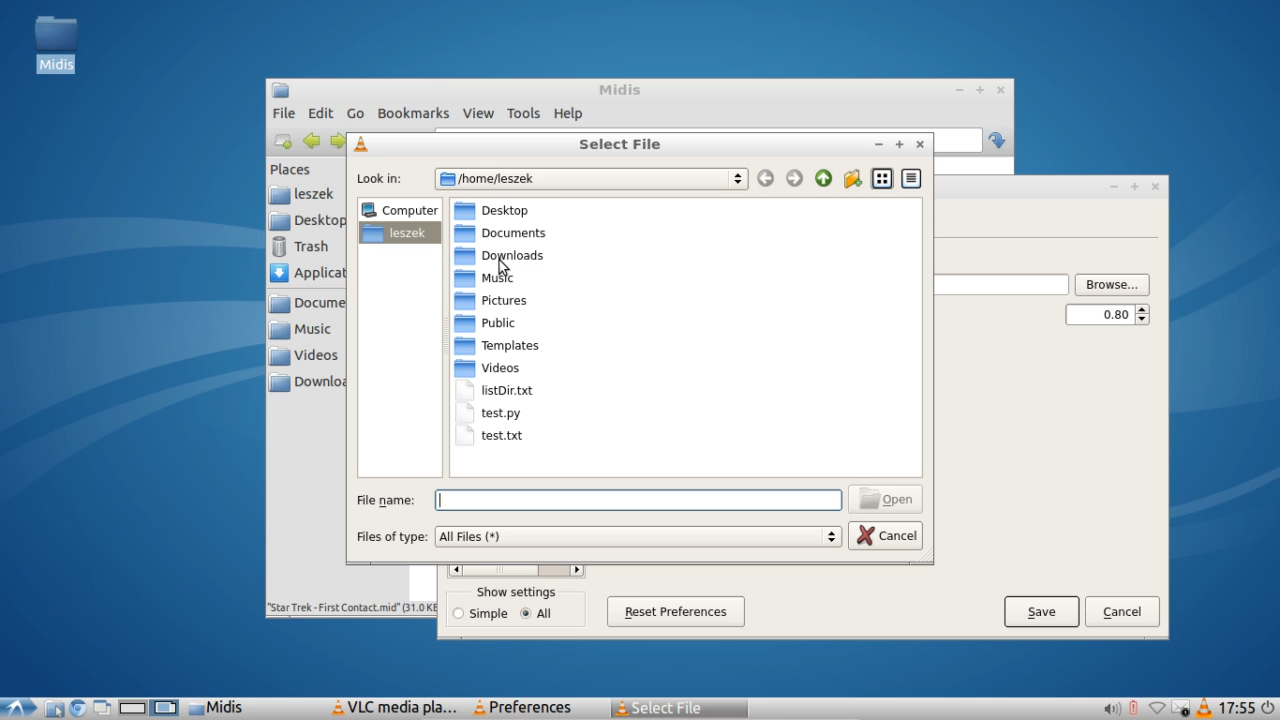 Midis
Midis
File Edit Go Bookmarks View Tools Help
Select File
Places
leszek
Desktop
Trash
Applicat
Docume
Music
Videos
Downloa
Look in: /home/leszek
Computer
leszek
Desktop
Documents
Downloads
Music
Pictures
Public
Templates
Videos
listDir.txt
test.py
test.txt
File name: Open
Files of type: All Files (*) Cancel
Browse...
0.80
"Star Trek - First Contact.mid" (31.0 KE
Show settings
Simple All
Reset Preferences Save Cancel
Midis VLC media pla... Preferences Select File 17:55